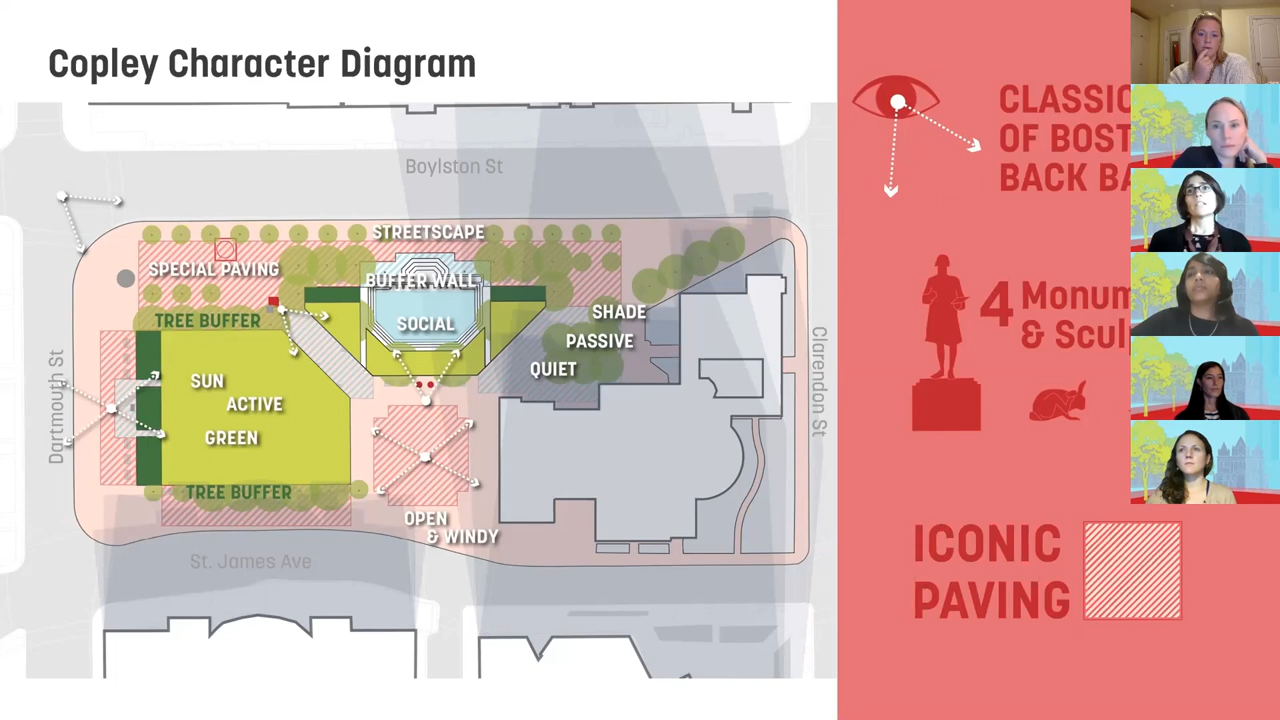 Copley Character Diagram
Boylston St
STREETSCAPE
SPECIAL PAVING
BUFFER WALL
TREE BUFFER
SOCIAL
SHADE
PASSIVE
QUIET
SUN
ACTIVE
GREEN
TREE BUFFER
OPEN
& WINDY
Dartmouth St
Clarendon St
St. James Ave
CLASSIC
OF BOST
BACK BA
4 Monum
& Scul
ICONIC
PAVING